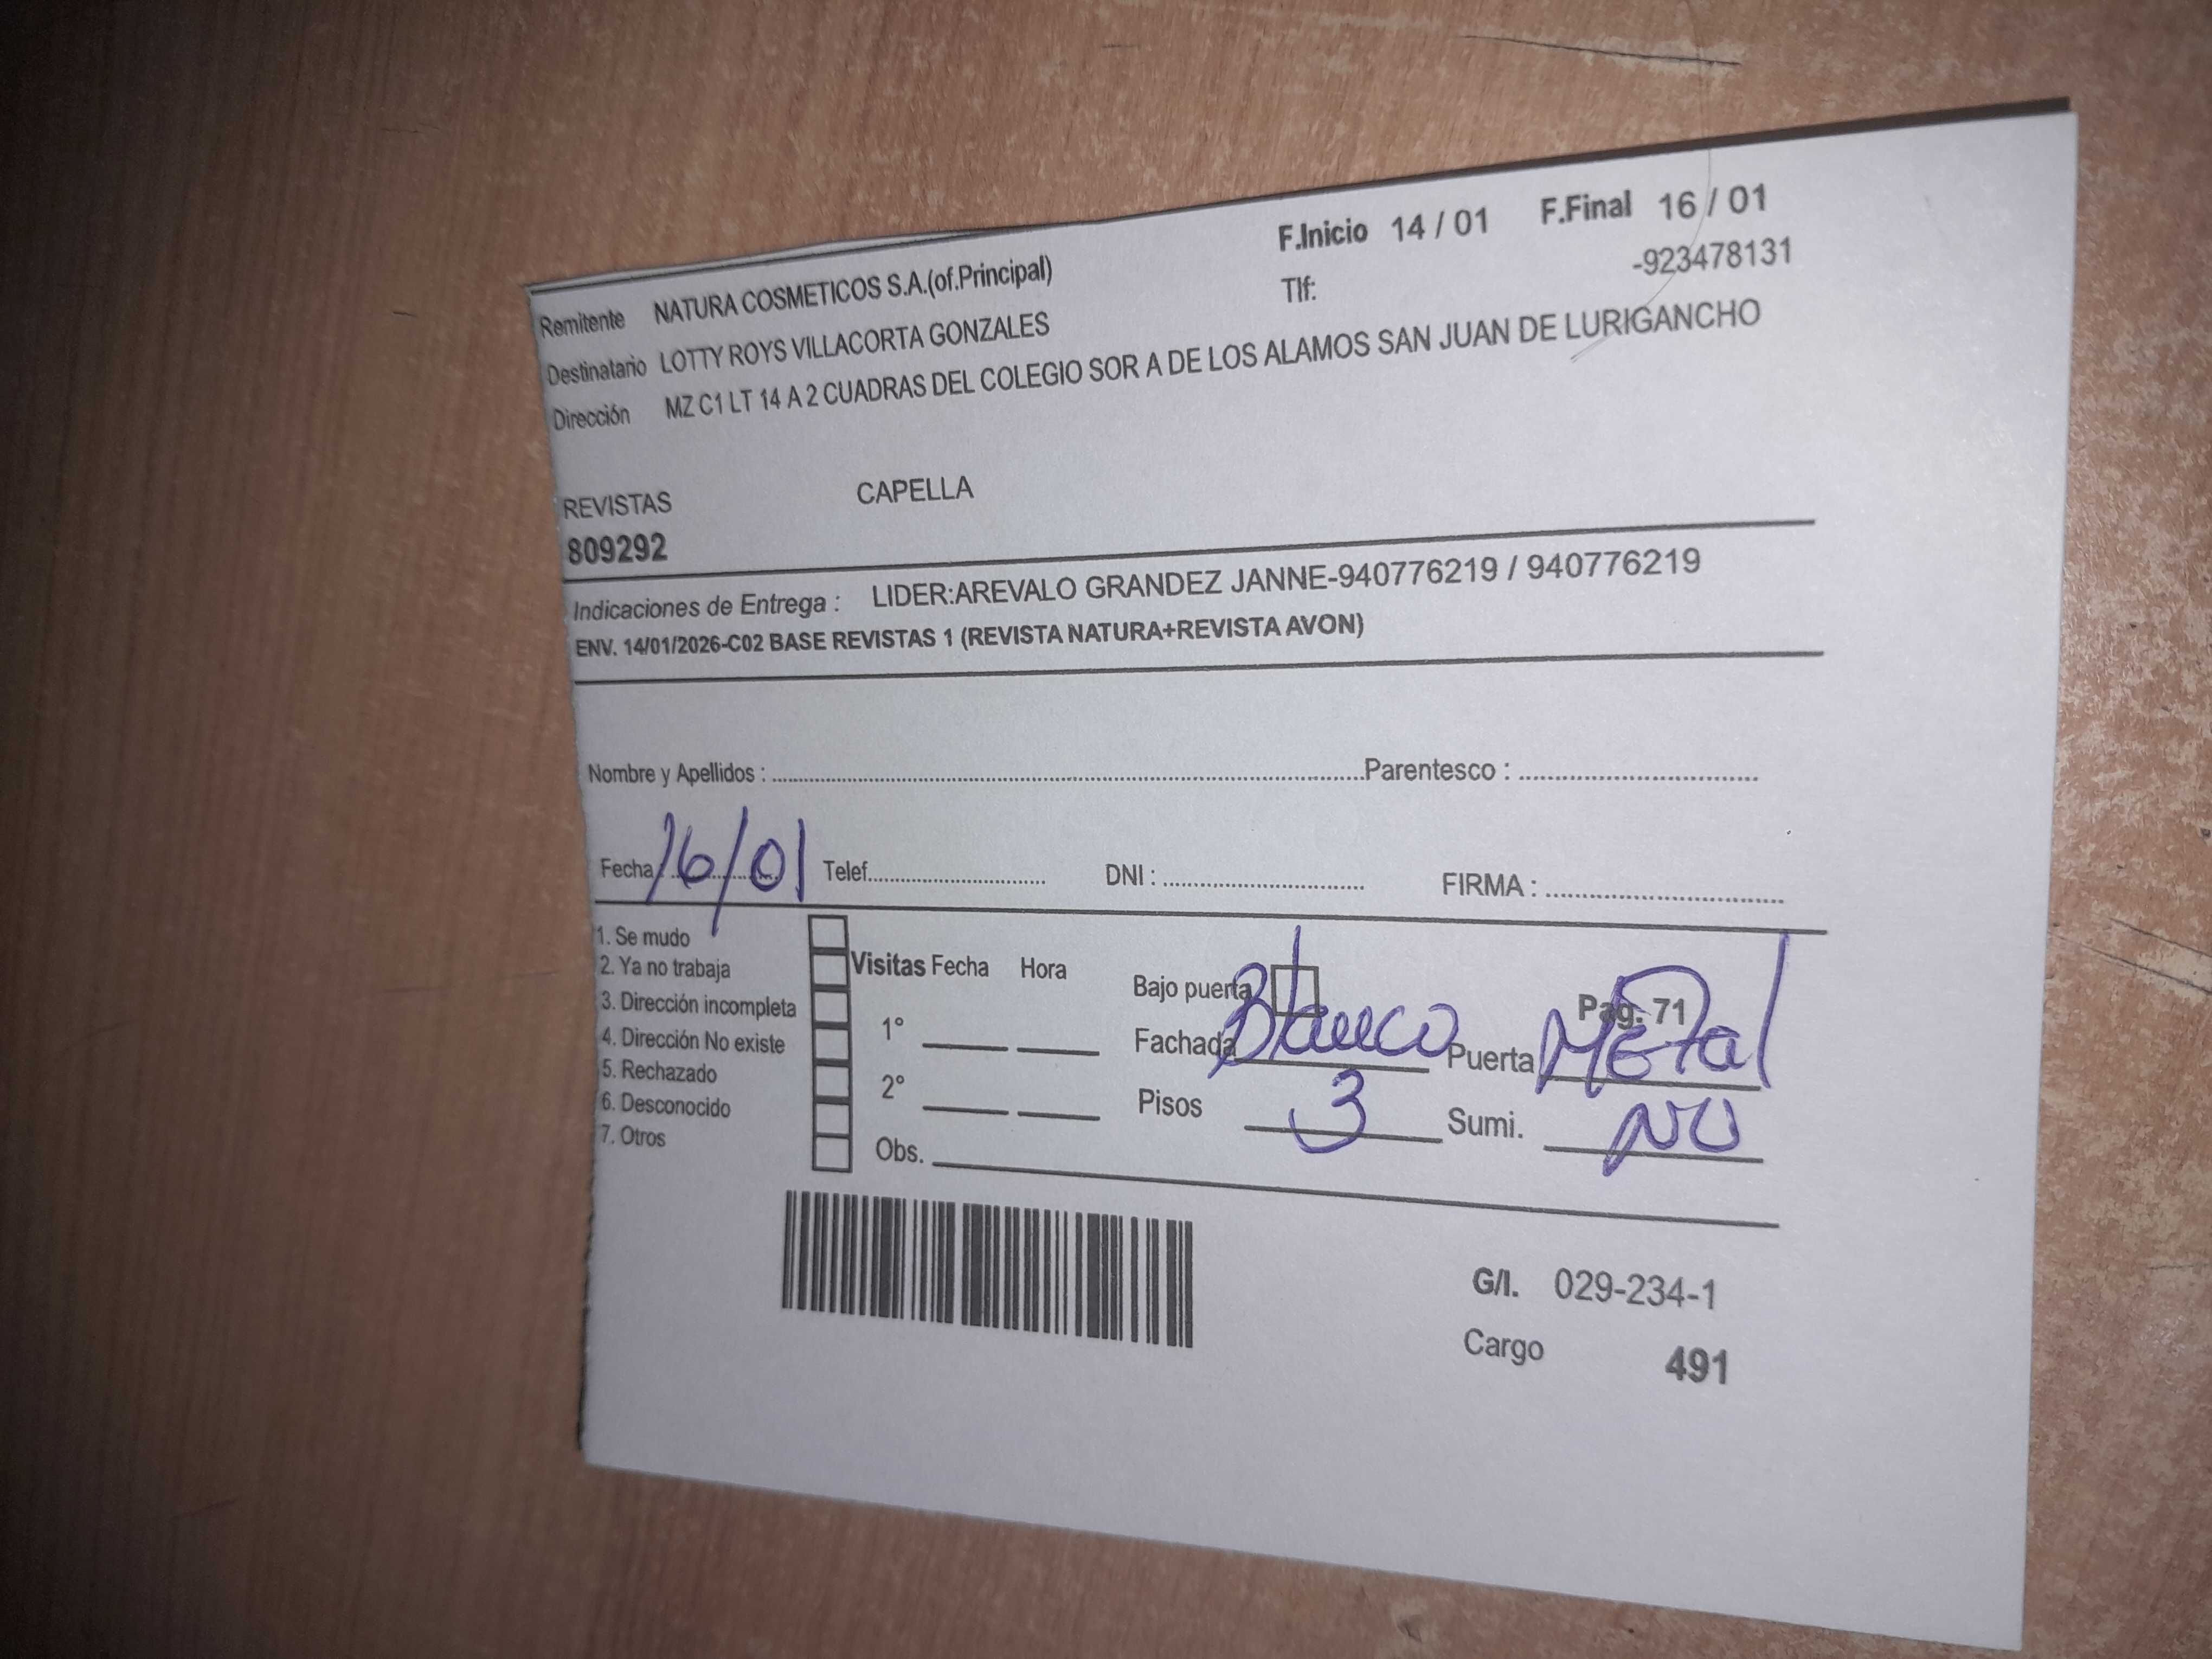 F.Inicio 14 / 01 F.Final 16 / 01
Remitente NATURA COSMETICOS S.A.(of.Principal) Tlf: -923478131
Destinatario LOTTY ROYS VILLACORTA GONZALES
Dirección MZ C1 LT 14 A 2 CUADRAS DEL COLEGIO SOR A DE LOS ALAMOS SAN JUAN DE LURIGANCHO
REVISTAS CAPELLA
809292
Indicaciones de Entrega : LIDER:AREVALO GRANDEZ JANNE-940776219 / 940776219
ENV. 14/01/2026-C02 BASE REVISTAS 1 (REVISTA NATURA+REVISTA AVON)
Nombre y Apellidos : Parentesco :
Fecha : 16/01 Telef. DNI : FIRMA :
1. Se mudo
2. Ya no trabaja
3. Dirección incompleta
4. Dirección No existe
5. Rechazado
6. Desconocido
7. Otros
Visitas Fecha Hora
1°
2°
Obs.
Bajo puerta Pag. 71
Fachada Blanco Puerta METal
Pisos 3 Sumi. NO
G/I. 029-234-1
Cargo 491